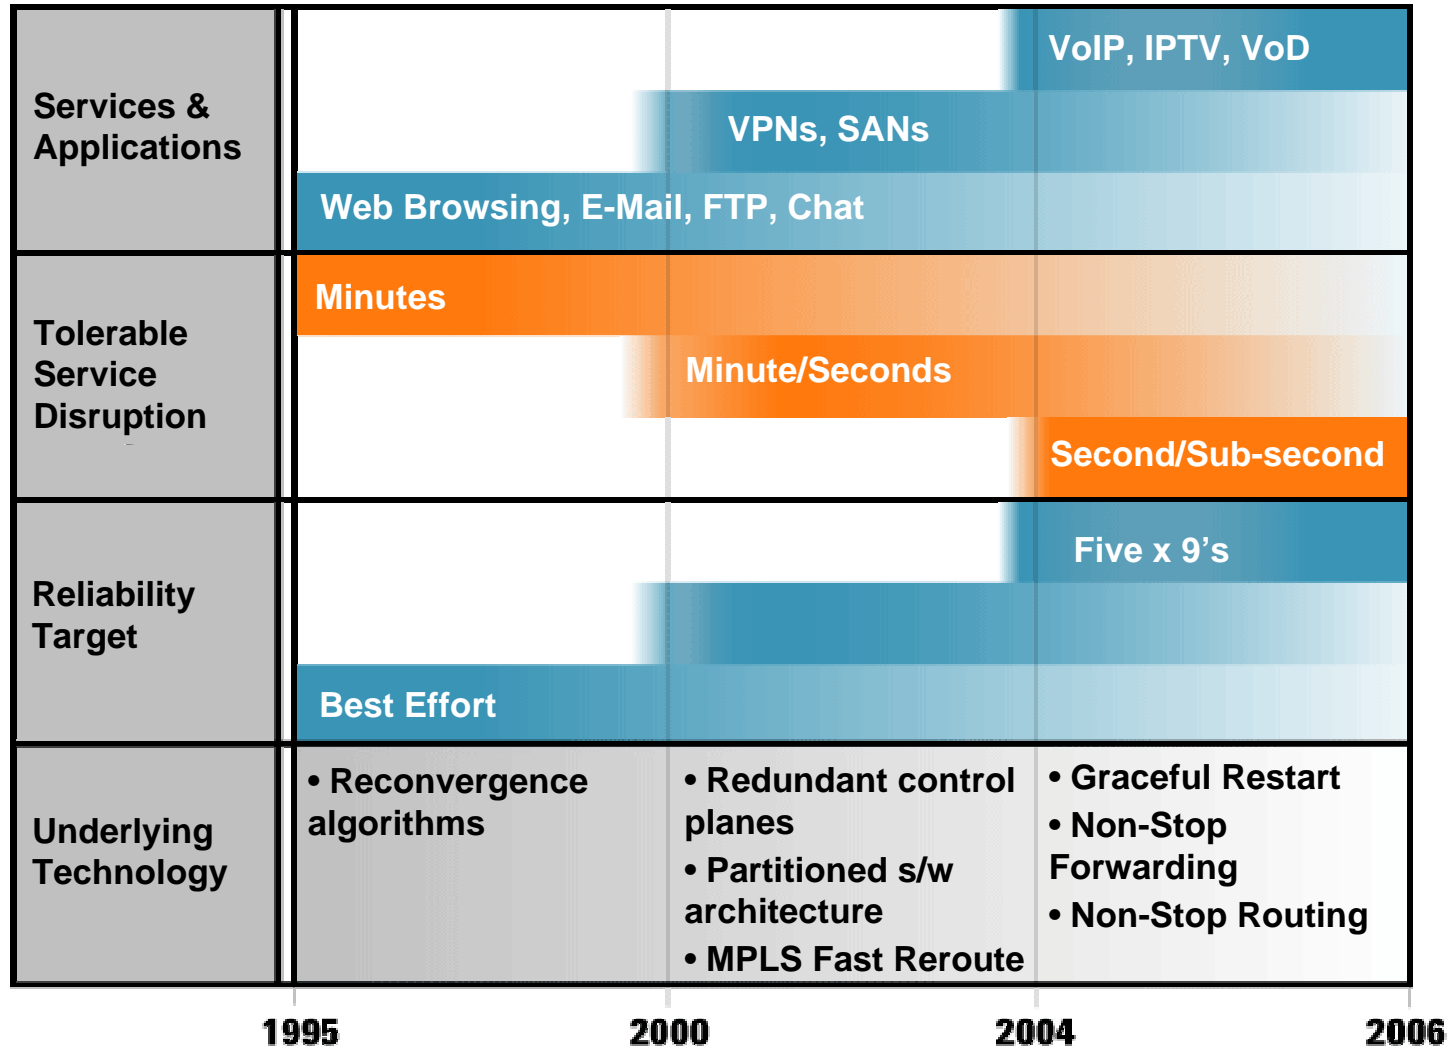 Services &
Applications
VoIP, IPTV, VoD
VPNs, SANs
Web Browsing, E-Mail, FTP, Chat
Tolerable
Service
Disruption
Minutes
Minute/Seconds
Second/Sub-second
Reliability
Target
Five x 9’s
Best Effort
Underlying
Technology
• Reconvergence
algorithms
• Redundant control
planes
• Partitioned s/w
architecture
• MPLS Fast Reroute
• Graceful Restart
• Non-Stop
Forwarding
• Non-Stop Routing
1995
2000
2004
2006